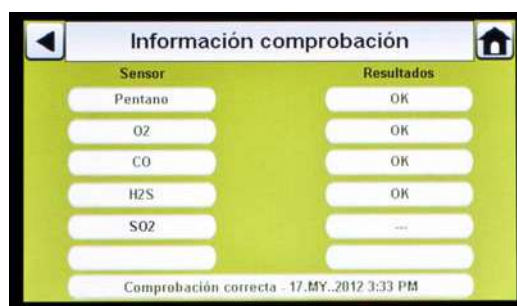 Información comprobación
Sensor Resultados
Pentano OK
O2 OK
CO OK
H2S OK
SO2 ---
Comprobación correcta - 17.MY..2012 3:33 PM